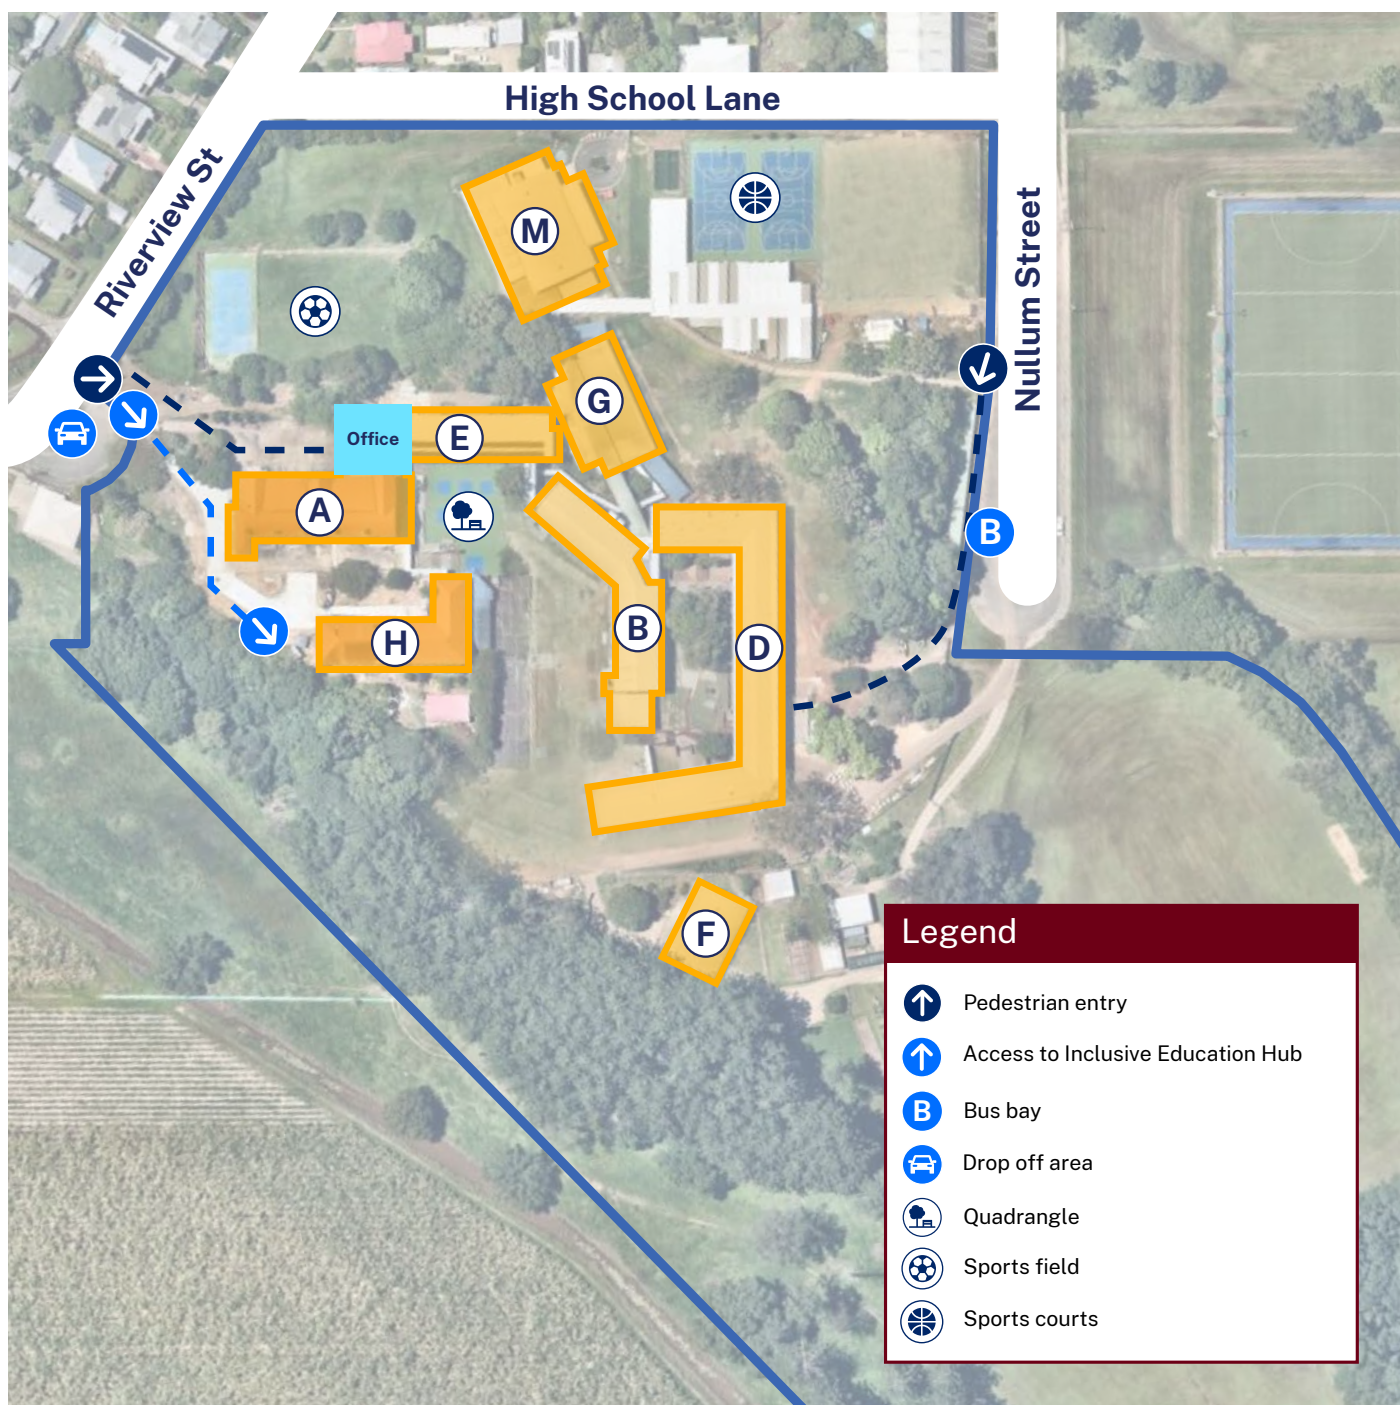 High School Lane
Riverview St
Nullum Street
M
G
Office
E
A
B
B
H
D
F
Legend
Pedestrian entry
Access to Inclusive Education Hub
B
Bus bay
Drop off area
Quadrangle
Sports field
Sports courts